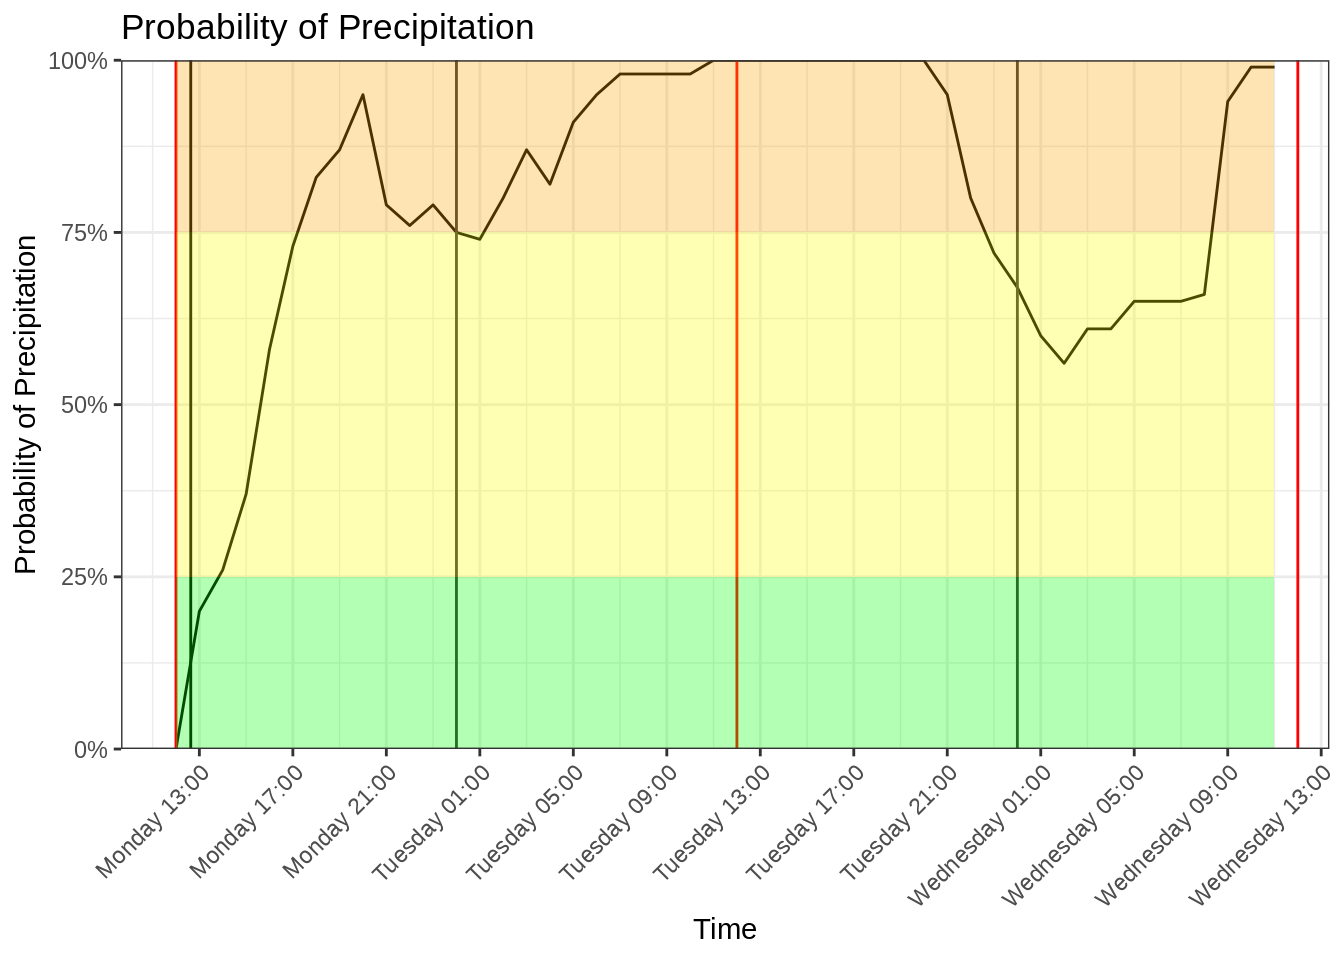 Probability of Precipitation
100%
75%
50%
25%
0%
Probability of Precipitation
Monday 13:00
Monday 17:00
Monday 21:00
Tuesday 01:00
Tuesday 05:00
Tuesday 09:00
Tuesday 13:00
Tuesday 17:00
Tuesday 21:00
Wednesday 01:00
Wednesday 05:00
Wednesday 09:00
Wednesday 13:00
Time